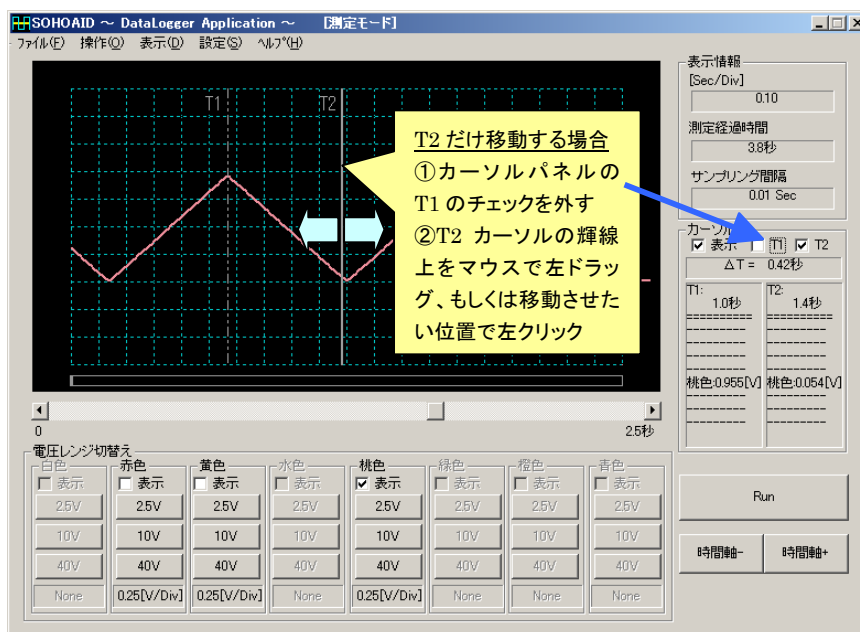 SOHOAID ～ DataLogger Application ～ 【測定モード】
ファイル(F) 操作(O) 表示(D) 設定(S) ヘルプ(H)
T1 T2
T2 だけ移動する場合
①カーソルパネルの
T1 のチェックを外す
②T2 カーソルの輝線
上をマウスで左ドラッ
グ、もしくは移動させた
い位置で左クリック
0 2.5秒
表示情報
[Sec/Div]
0.10
測定経過時間
3.8秒
サンプリング間隔
0.01 Sec
カーソル
表示 T1 T2
ΔT = 0.42秒
T1: T2:
1.0秒 1.4秒
========== =========
--------- ---------
--------- ---------
--------- ---------
桃色:0.955[V] 桃色:0.054[V]
--------- ---------
--------- ---------
--------- ---------
電圧レンジ切替え
白色 赤色 黄色 水色 桃色 緑色 橙色 青色
表示 表示 表示 表示 表示 表示 表示 表示
2.5V 2.5V 2.5V 2.5V 2.5V 2.5V 2.5V 2.5V
10V 10V 10V 10V 10V 10V 10V 10V
40V 40V 40V 40V 40V 40V 40V 40V
None 0.25[V/Div] 0.25[V/Div] None 0.25[V/Div] None None None
Run
時間軸- 時間軸+